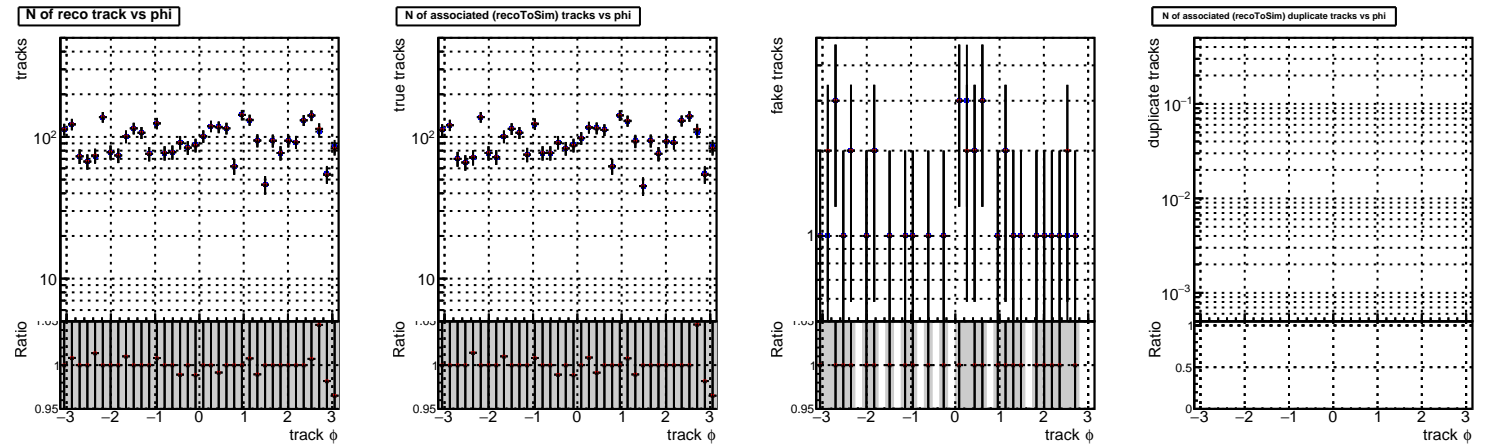 N of reco track vs phi
tracks
10²
10
Ratio
1.05
1
0.95
−3 −2 −1 0 1 2 3
track ϕ
N of associated (recoToSim) tracks vs phi
true tracks
10²
10
Ratio
1.05
1
0.95
−3 −2 −1 0 1 2 3
track ϕ
fake tracks
1
Ratio
1.05
1
0.95
−3 −2 −1 0 1 2 3
track ϕ
N of associated (recoToSim) duplicate tracks vs phi
duplicate tracks
10⁻¹
10⁻²
10⁻³
Ratio
1
0.5
0
−3 −2 −1 0 1 2 3
track ϕ